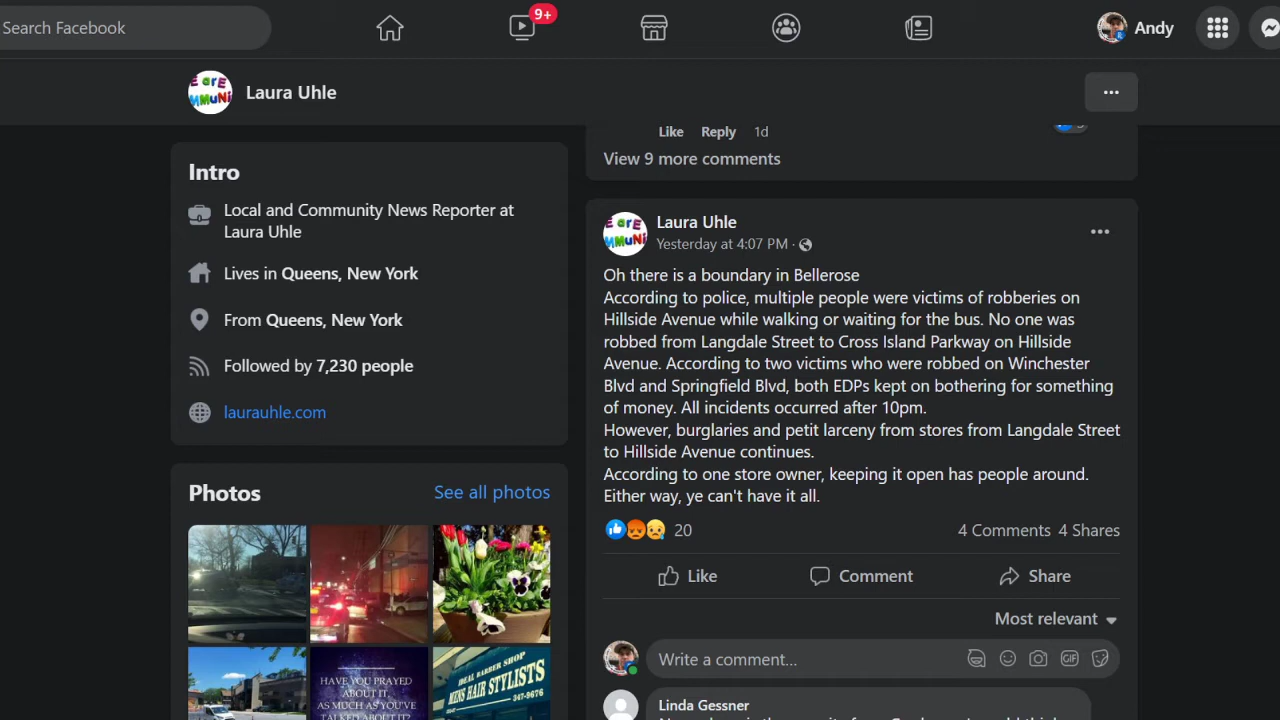 Search Facebook
9+
Andy
Laura Uhle
Like Reply 1d
View 9 more comments
Intro
Local and Community News Reporter at
Laura Uhle
Lives in Queens, New York
From Queens, New York
Followed by 7,230 people
laurauhle.com
Photos
See all photos
HAVE YOU PRAYED
ABOUT IT,
AS MUCH AS YOU'VE
TALKED ABOUT IT?
IDEAL BARBER SHOP
MENS HAIR STYLISTS
347-9676
Laura Uhle
Yesterday at 4:07 PM ·
Oh there is a boundary in Bellerose
According to police, multiple people were victims of robberies on
Hillside Avenue while walking or waiting for the bus. No one was
robbed from Langdale Street to Cross Island Parkway on Hillside
Avenue. According to two victims who were robbed on Winchester
Blvd and Springfield Blvd, both EDPs kept on bothering for something
of money. All incidents occurred after 10pm.
However, burglaries and petit larceny from stores from Langdale Street
to Hillside Avenue continues.
According to one store owner, keeping it open has people around.
Either way, ye can't have it all.
20
4 Comments 4 Shares
Like
Comment
Share
Most relevant
Write a comment...
GIF
Linda Gessner